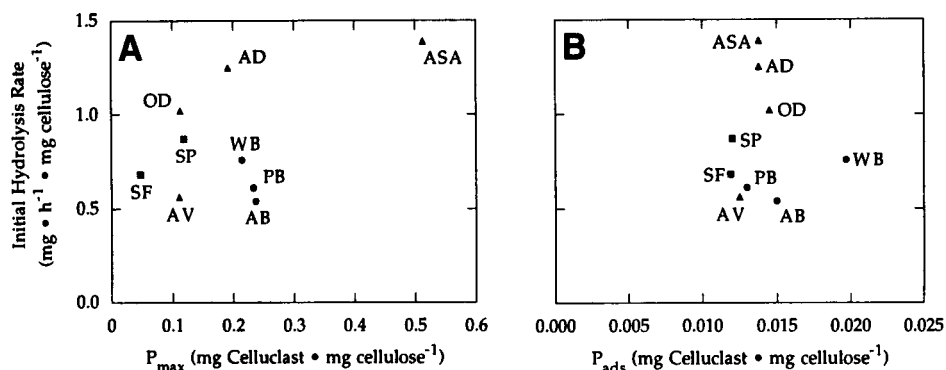 A
B
Initial Hydrolysis Rate
(mg • h⁻¹ • mg cellulose⁻¹)
1.5
1.0
0.5
0.0
AD
ASA
OD
SP
WB
SF
PB
AV
AB
0 0.1 0.2 0.3 0.4 0.5 0.6
P_max (mg Celluclast • mg cellulose⁻¹)
ASA
AD
OD
SP
WB
SF
PB
AV
AB
0.000 0.005 0.010 0.015 0.020 0.025
P_ads (mg Celluclast • mg cellulose⁻¹)